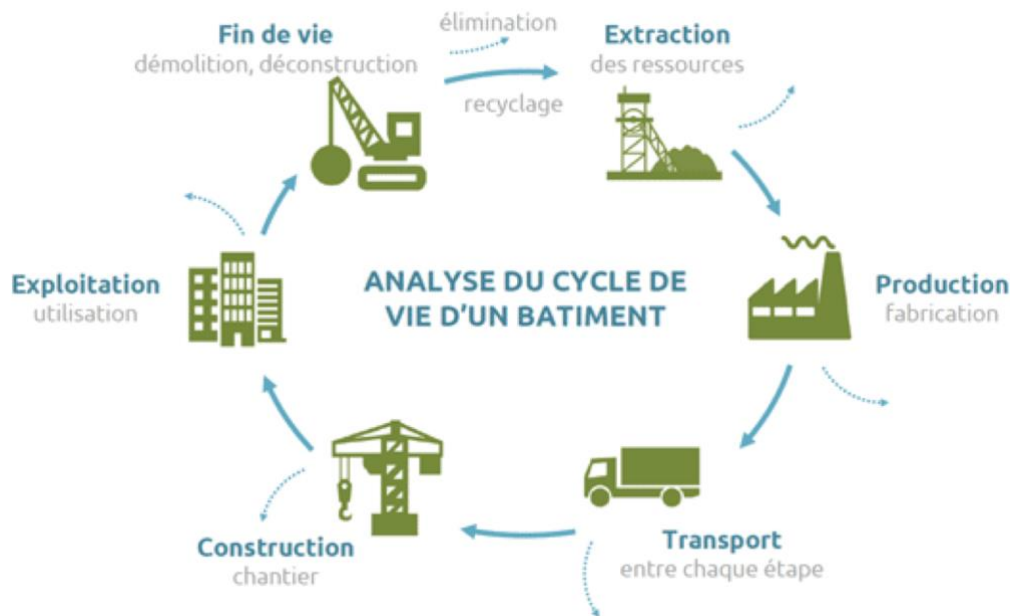 Fin de vie
démolition, déconstruction
élimination
recyclage
Extraction
des ressources
Production
fabrication
Transport
entre chaque étape
Construction
chantier
Exploitation
utilisation
ANALYSE DU CYCLE DE
VIE D'UN BATIMENT